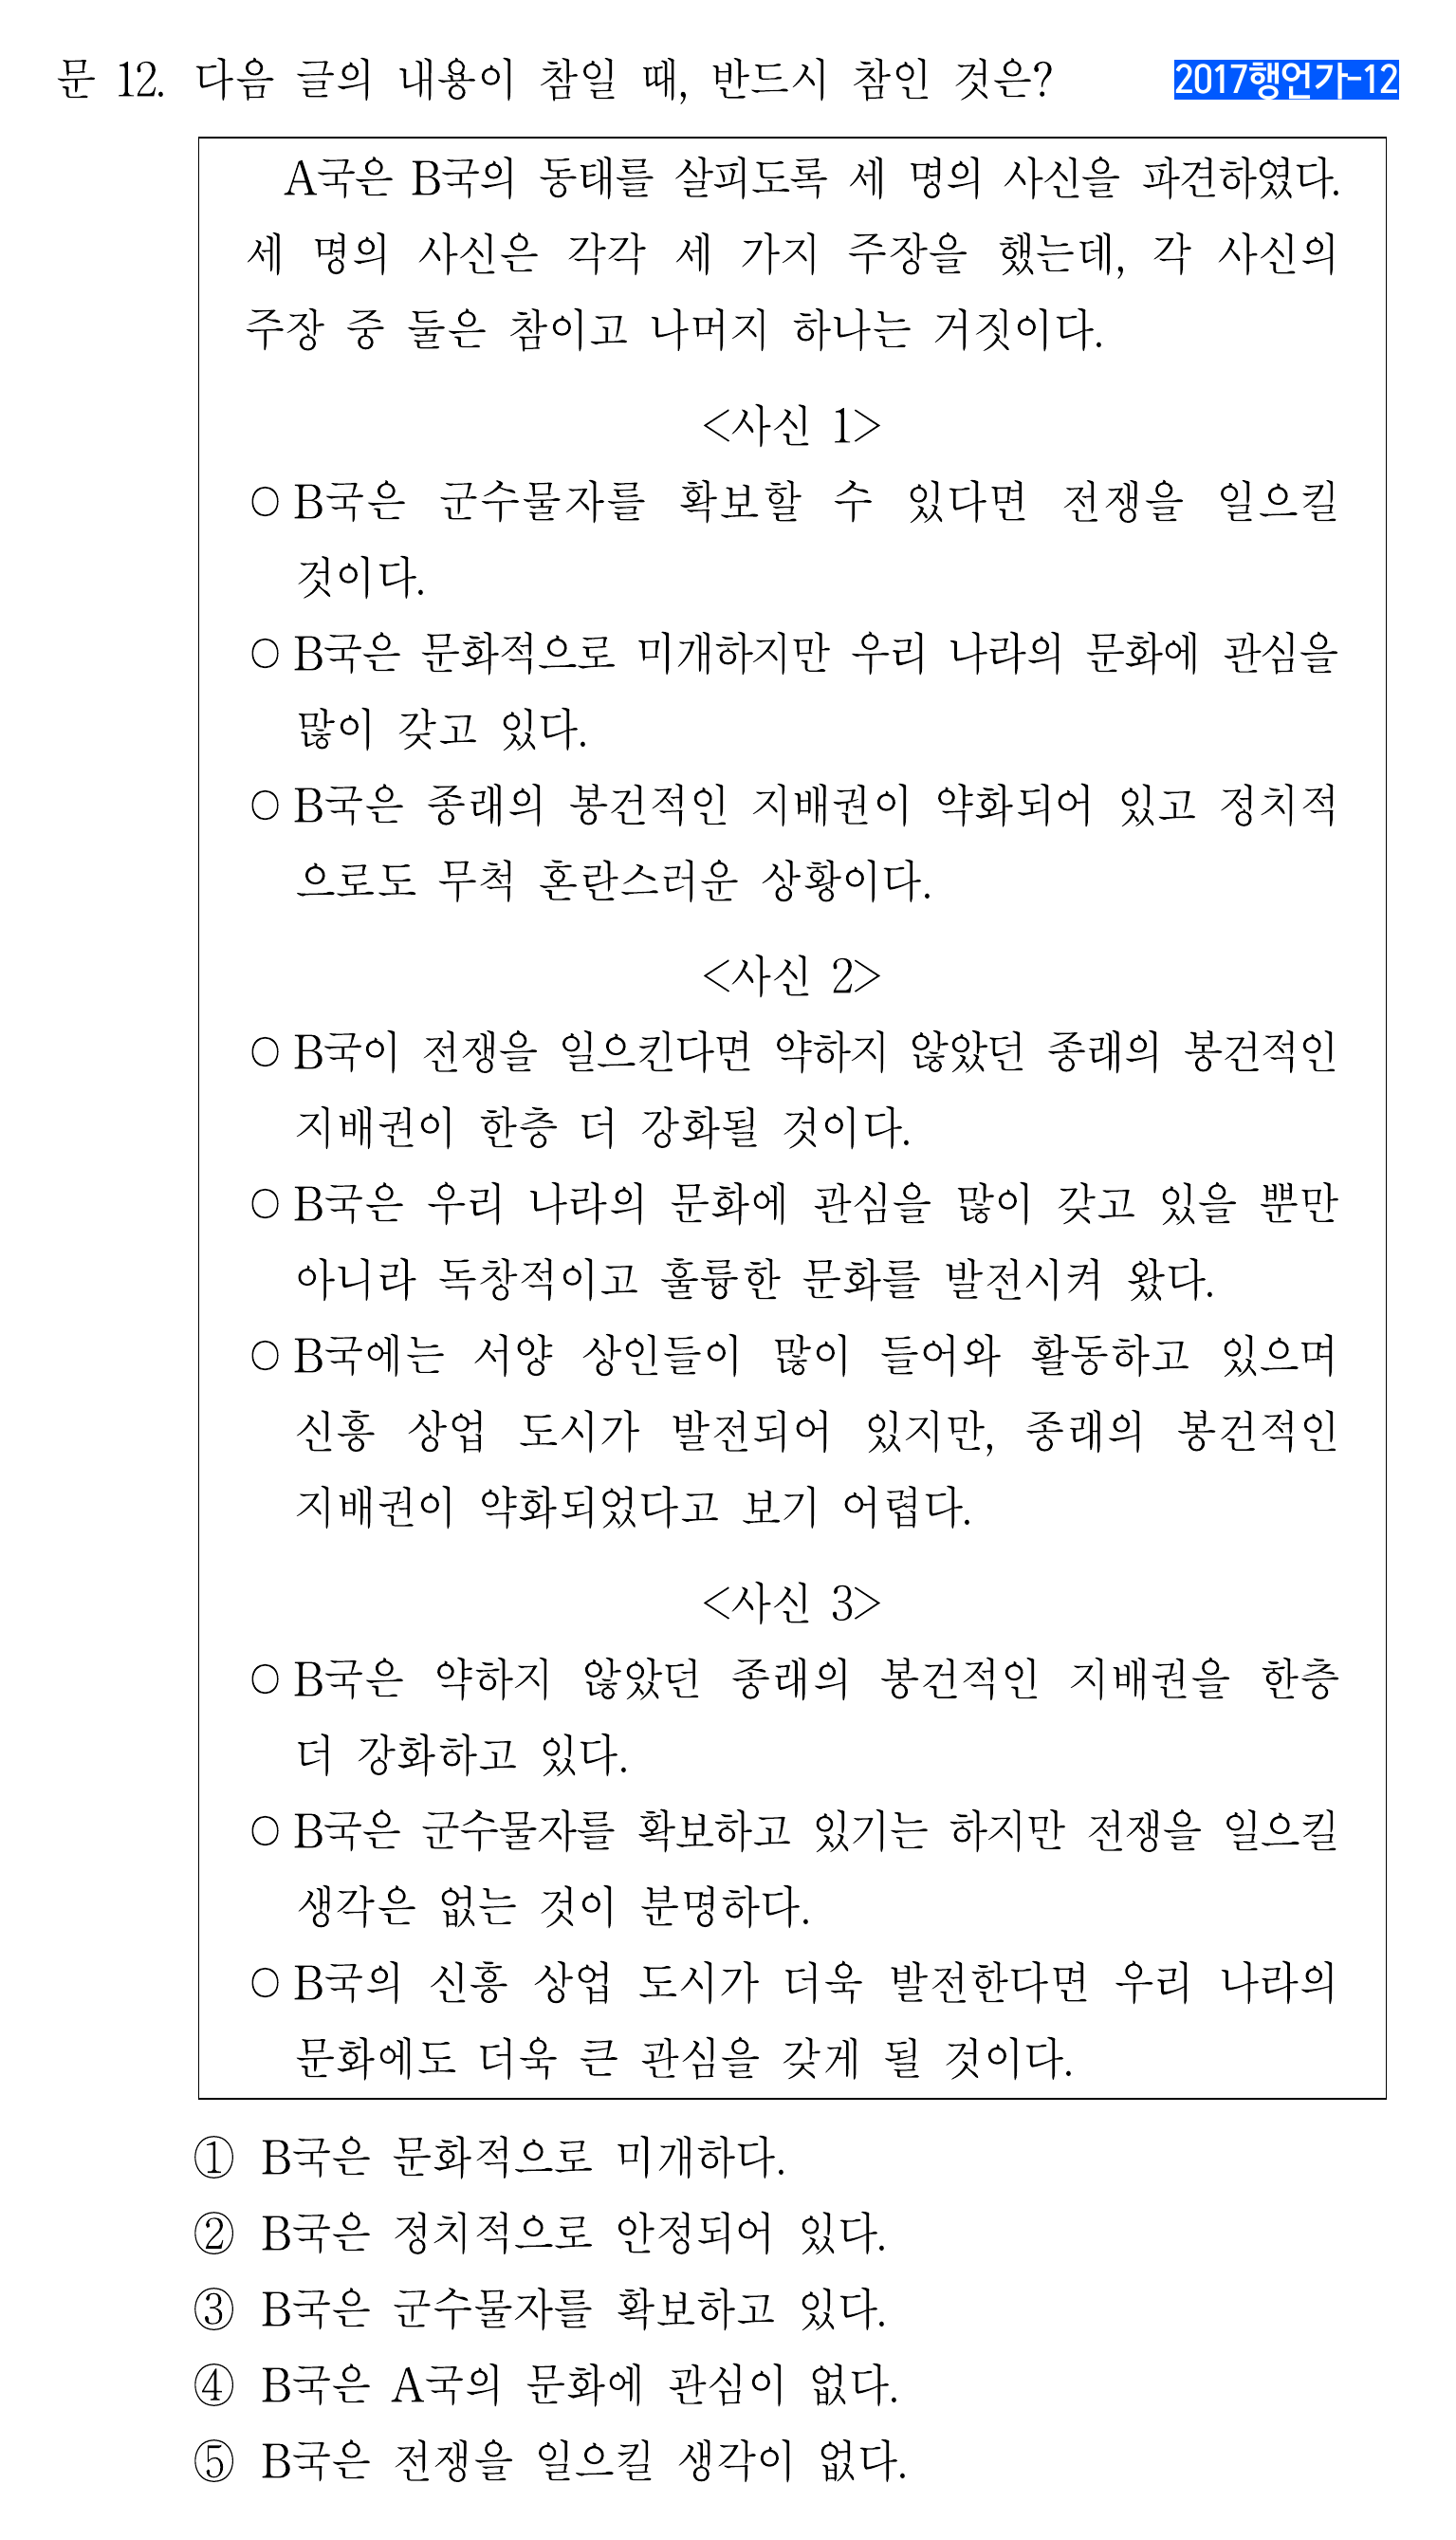 문 12. 다음 글의 내용이 참일 때, 반드시 참인 것은?
2017행언가-12
A국은 B국의 동태를 살피도록 세 명의 사신을 파견하였다.
세 명의 사신은 각각 세 가지 주장을 했는데, 각 사신의
주장 중 둘은 참이고 나머지 하나는 거짓이다.
<사신 1>
○ B국은 군수물자를 확보할 수 있다면 전쟁을 일으킬
것이다.
○ B국은 문화적으로 미개하지만 우리 나라의 문화에 관심을
많이 갖고 있다.
○ B국은 종래의 봉건적인 지배권이 약화되어 있고 정치적
으로도 무척 혼란스러운 상황이다.
<사신 2>
○ B국이 전쟁을 일으킨다면 약하지 않았던 종래의 봉건적인
지배권이 한층 더 강화될 것이다.
○ B국은 우리 나라의 문화에 관심을 많이 갖고 있을 뿐만
아니라 독창적이고 훌륭한 문화를 발전시켜 왔다.
○ B국에는 서양 상인들이 많이 들어와 활동하고 있으며
신흥 상업 도시가 발전되어 있지만, 종래의 봉건적인
지배권이 약화되었다고 보기 어렵다.
<사신 3>
○ B국은 약하지 않았던 종래의 봉건적인 지배권을 한층
더 강화하고 있다.
○ B국은 군수물자를 확보하고 있기는 하지만 전쟁을 일으킬
생각은 없는 것이 분명하다.
○ B국의 신흥 상업 도시가 더욱 발전한다면 우리 나라의
문화에도 더욱 큰 관심을 갖게 될 것이다.
① B국은 문화적으로 미개하다.
② B국은 정치적으로 안정되어 있다.
③ B국은 군수물자를 확보하고 있다.
④ B국은 A국의 문화에 관심이 없다.
⑤ B국은 전쟁을 일으킬 생각이 없다.